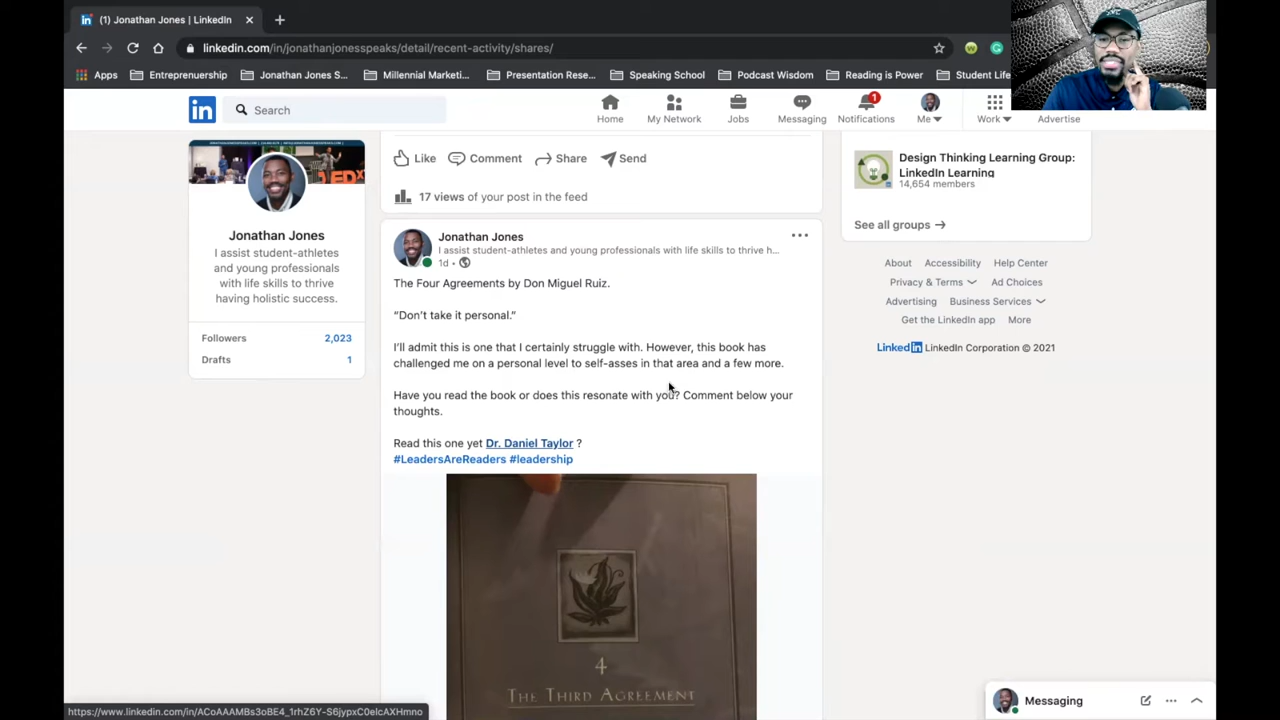 (1) Jonathan Jones | LinkedIn
linkedin.com/in/jonathanjonesspeaks/detail/recent-activity/shares/
Apps
Entreprenuership
Jonathan Jones S...
Millennial Marketi...
Presentation Rese...
Speaking School
Podcast Wisdom
Reading is Power
Student Life
in
Search
Home
My Network
Jobs
Messaging
1
Notifications
Me
Work
Advertise
TEDx
Jonathan Jones
I assist student-athletes
and young professionals
with life skills to thrive
having holistic success.
Followers 2,023
Drafts 1
Like
Comment
Share
Send
17 views of your post in the feed
Jonathan Jones
I assist student-athletes and young professionals with life skills to thrive h...
1d •
The Four Agreements by Don Miguel Ruiz.
“Don’t take it personal.”
I’ll admit this is one that I certainly struggle with. However, this book has
challenged me on a personal level to self-asses in that area and a few more.
Have you read the book or does this resonate with you? Comment below your
thoughts.
Read this one yet Dr. Daniel Taylor ?
#LeadersAreReaders #leadership
4
THE THIRD AGREEMENT
Design Thinking Learning Group:
LinkedIn Learning
14,654 members
See all groups
About Accessibility Help Center
Privacy & Terms Ad Choices
Advertising Business Services
Get the LinkedIn app More
LinkedIn LinkedIn Corporation © 2021
Messaging
https://www.linkedin.com/in/ACoAAAMBs3oBE4_1rhZ6Y-S6jypxC0elcAXHmno